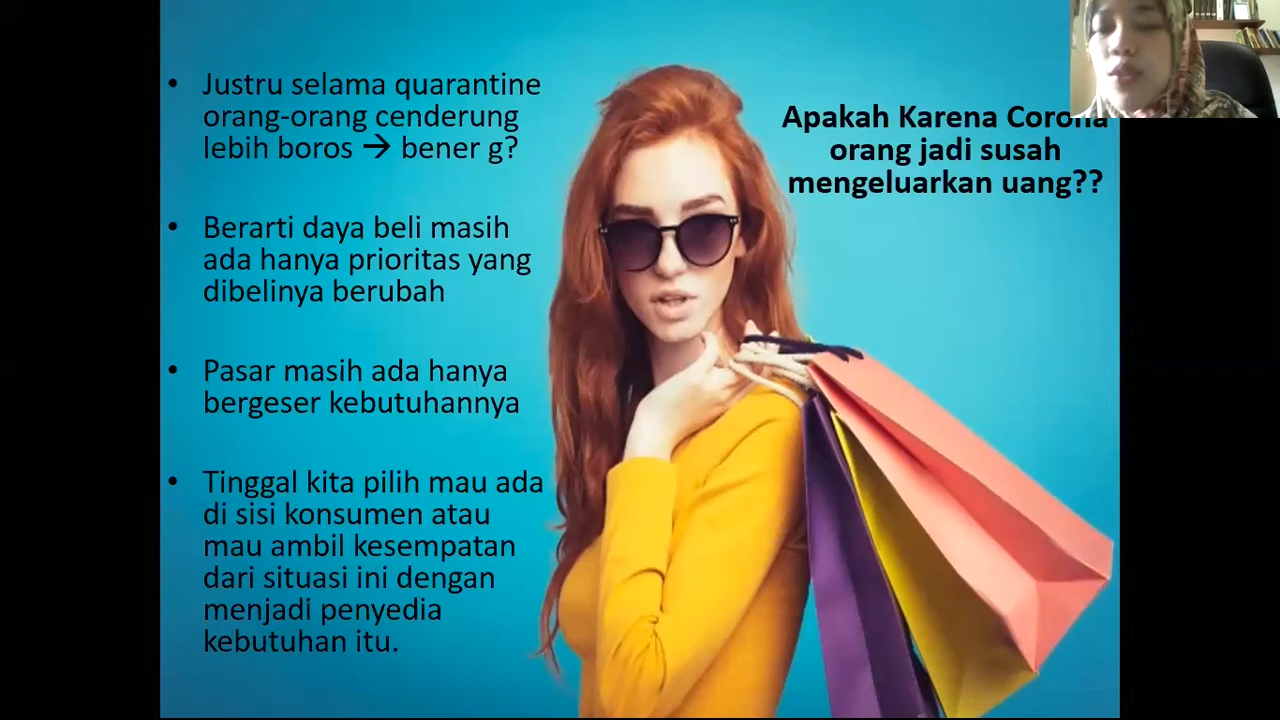 • Justru selama quarantine
orang-orang cenderung
lebih boros → bener g?
• Berarti daya beli masih
ada hanya prioritas yang
dibelinya berubah
• Pasar masih ada hanya
bergeser kebutuhannya
• Tinggal kita pilih mau ada
di sisi konsumen atau
mau ambil kesempatan
dari situasi ini dengan
menjadi penyedia
kebutuhan itu.
Apakah Karena Corona
orang jadi susah
mengeluarkan uang??